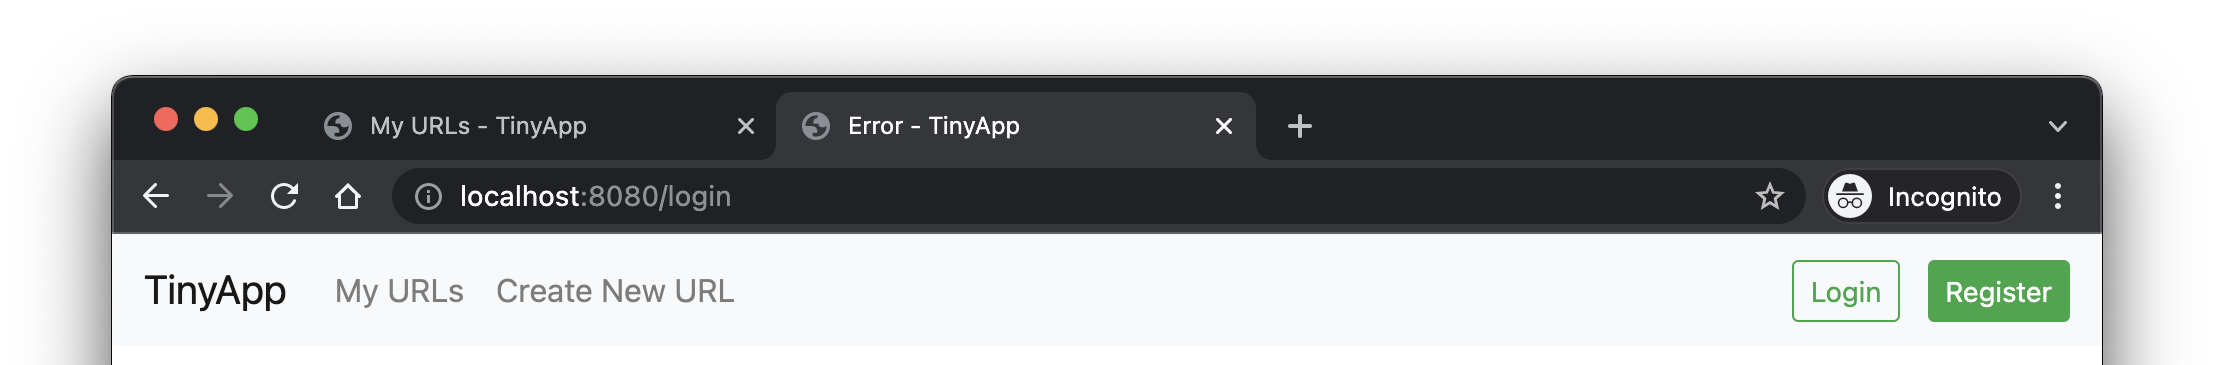 My URLs - TinyApp
Error - TinyApp
localhost:8080/login
Incognito
TinyApp My URLs Create New URL Login Register